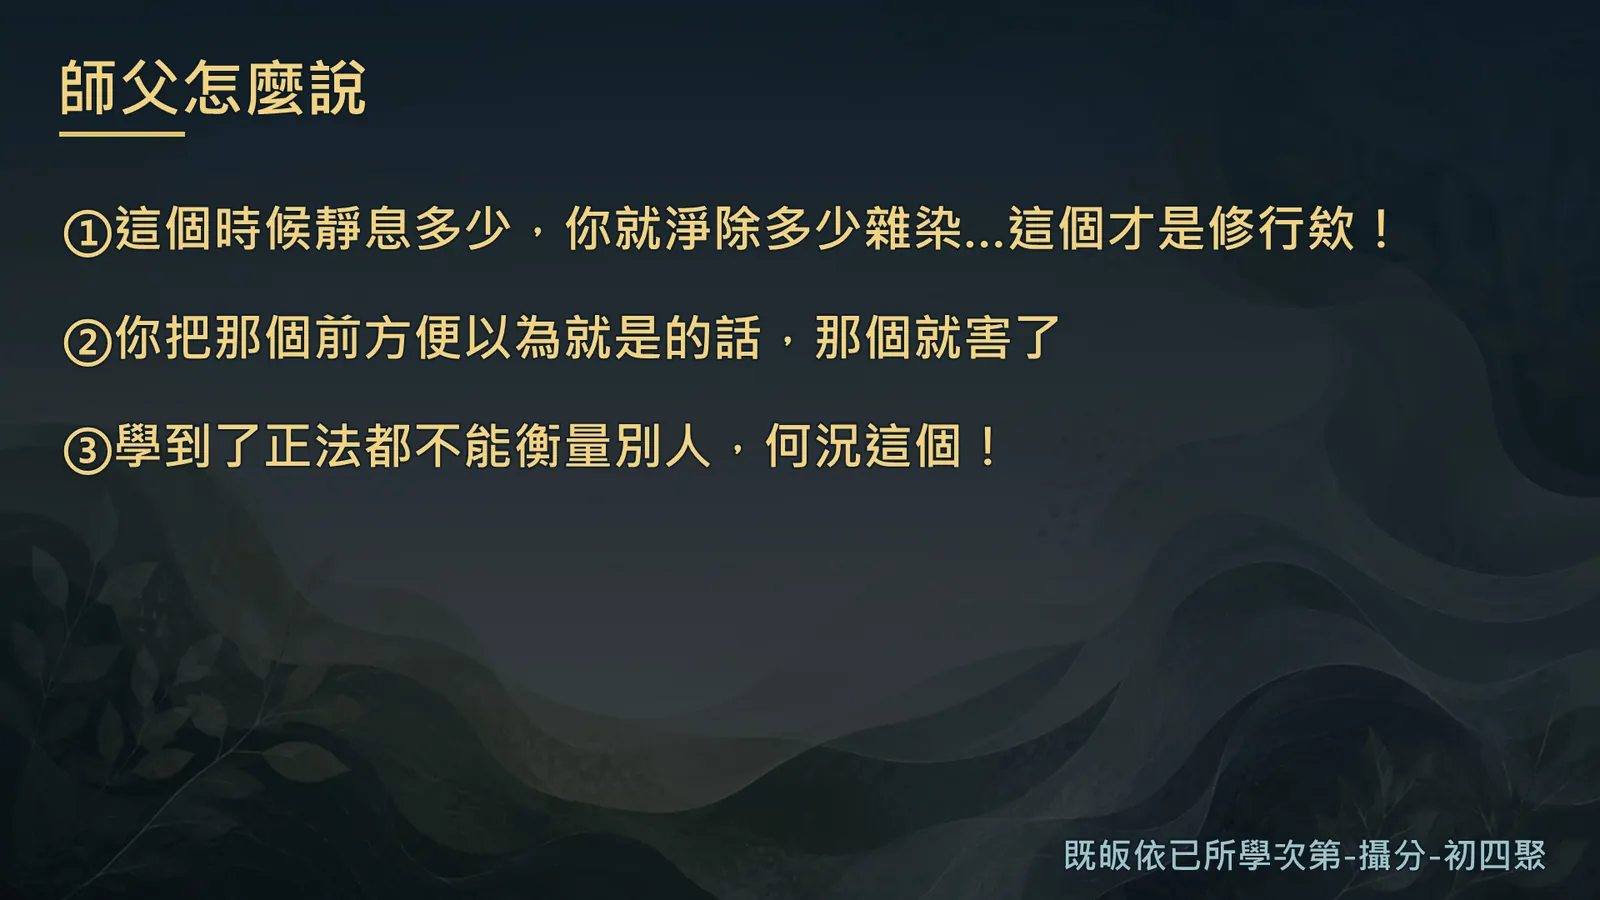 師父怎麼說
①這個時候靜息多少，你就淨除多少雜染...這個才是修行欸！
②你把那個前方便以為就是的話，那個就害了
③學到了正法都不能衡量別人，何況這個！
既皈依已所學次第-攝分-初四聚